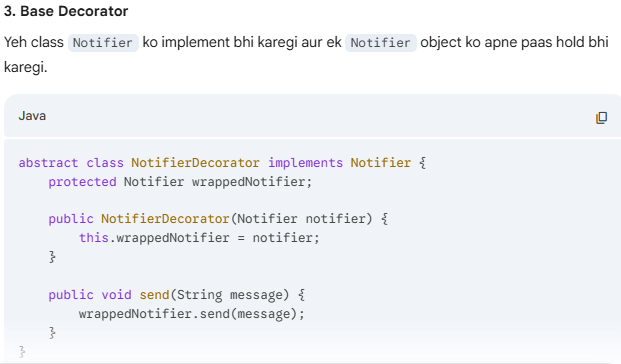 3. Base Decorator
Yeh class Notifier ko implement bhi karegi aur ek Notifier object ko apne paas hold bhi
karegi.
Java
abstract class NotifierDecorator implements Notifier {
    protected Notifier wrappedNotifier;
    public NotifierDecorator(Notifier notifier) {
        this.wrappedNotifier = notifier;
    }
    public void send(String message) {
        wrappedNotifier.send(message);
    }
}